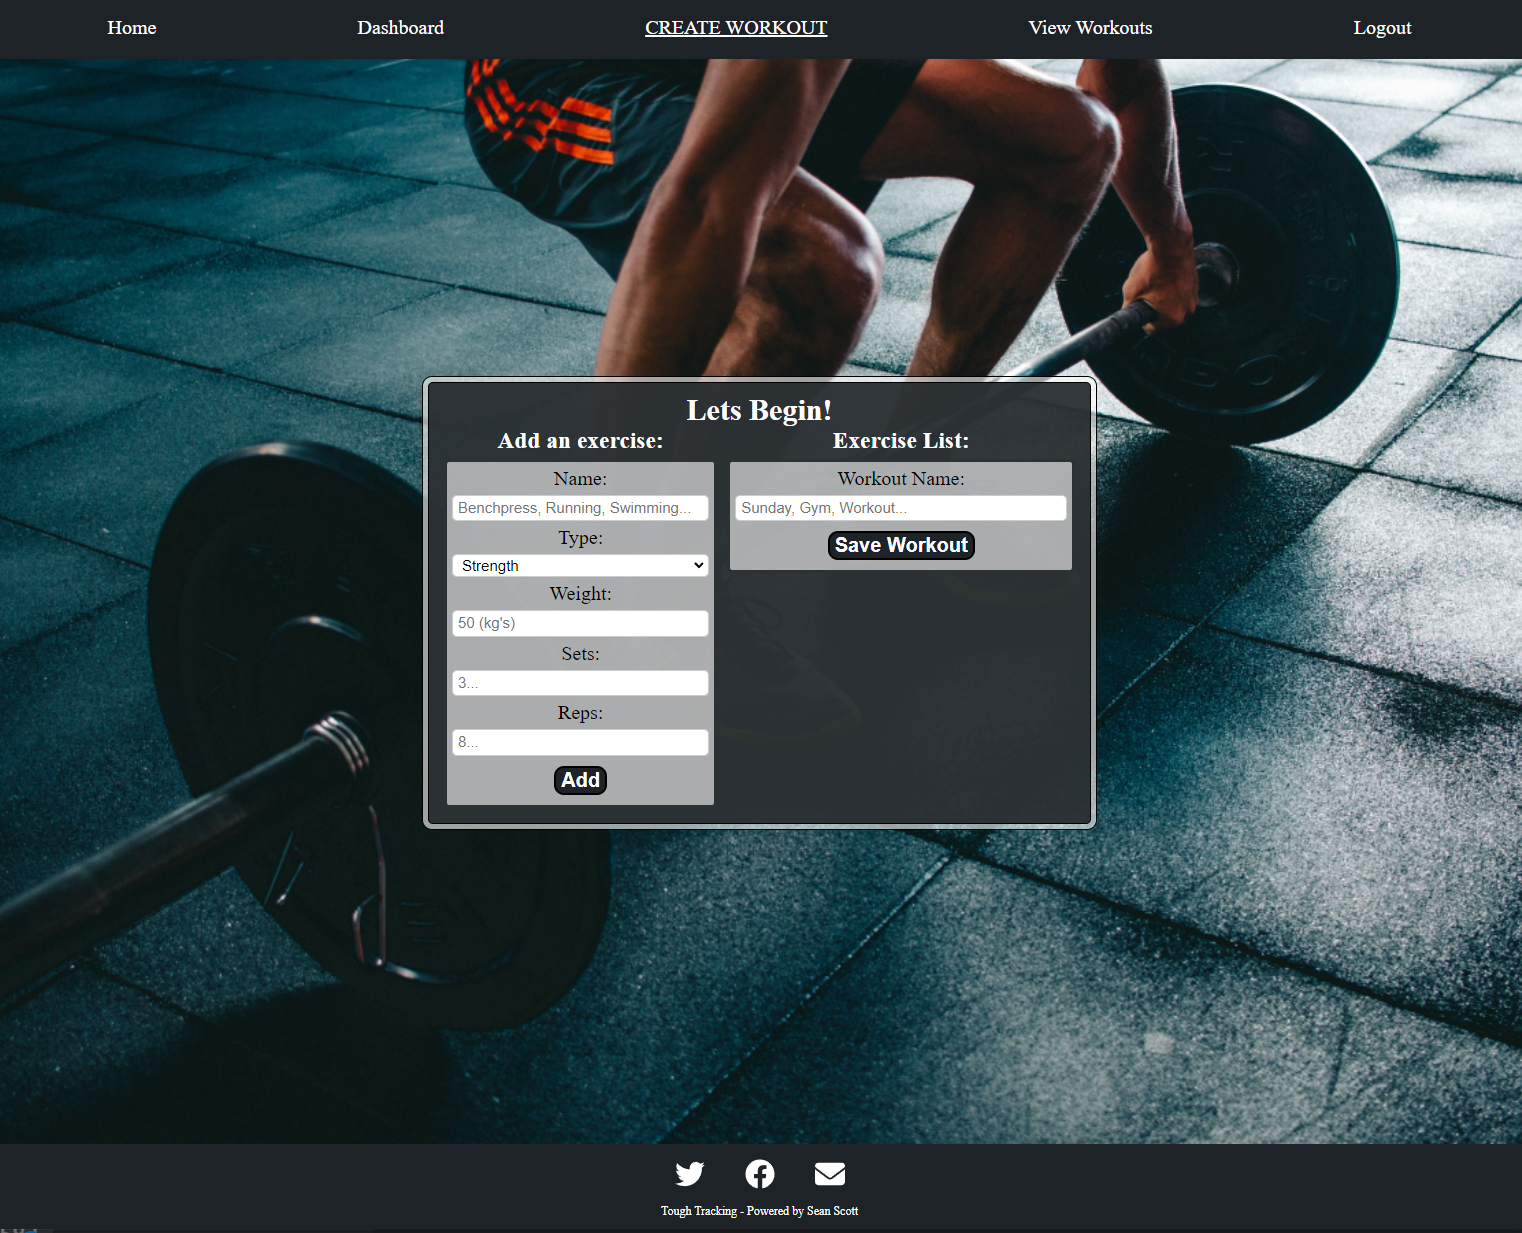 Home
Dashboard
CREATE WORKOUT
View Workouts
Logout
Lets Begin!
Add an exercise:
Name:
Benchpress, Running, Swimming...
Type:
Strength
Weight:
50 (kg's)
Sets:
3...
Reps:
8...
Add
Exercise List:
Workout Name:
Sunday, Gym, Workout...
Save Workout
Tough Tracking - Powered by Sean Scott